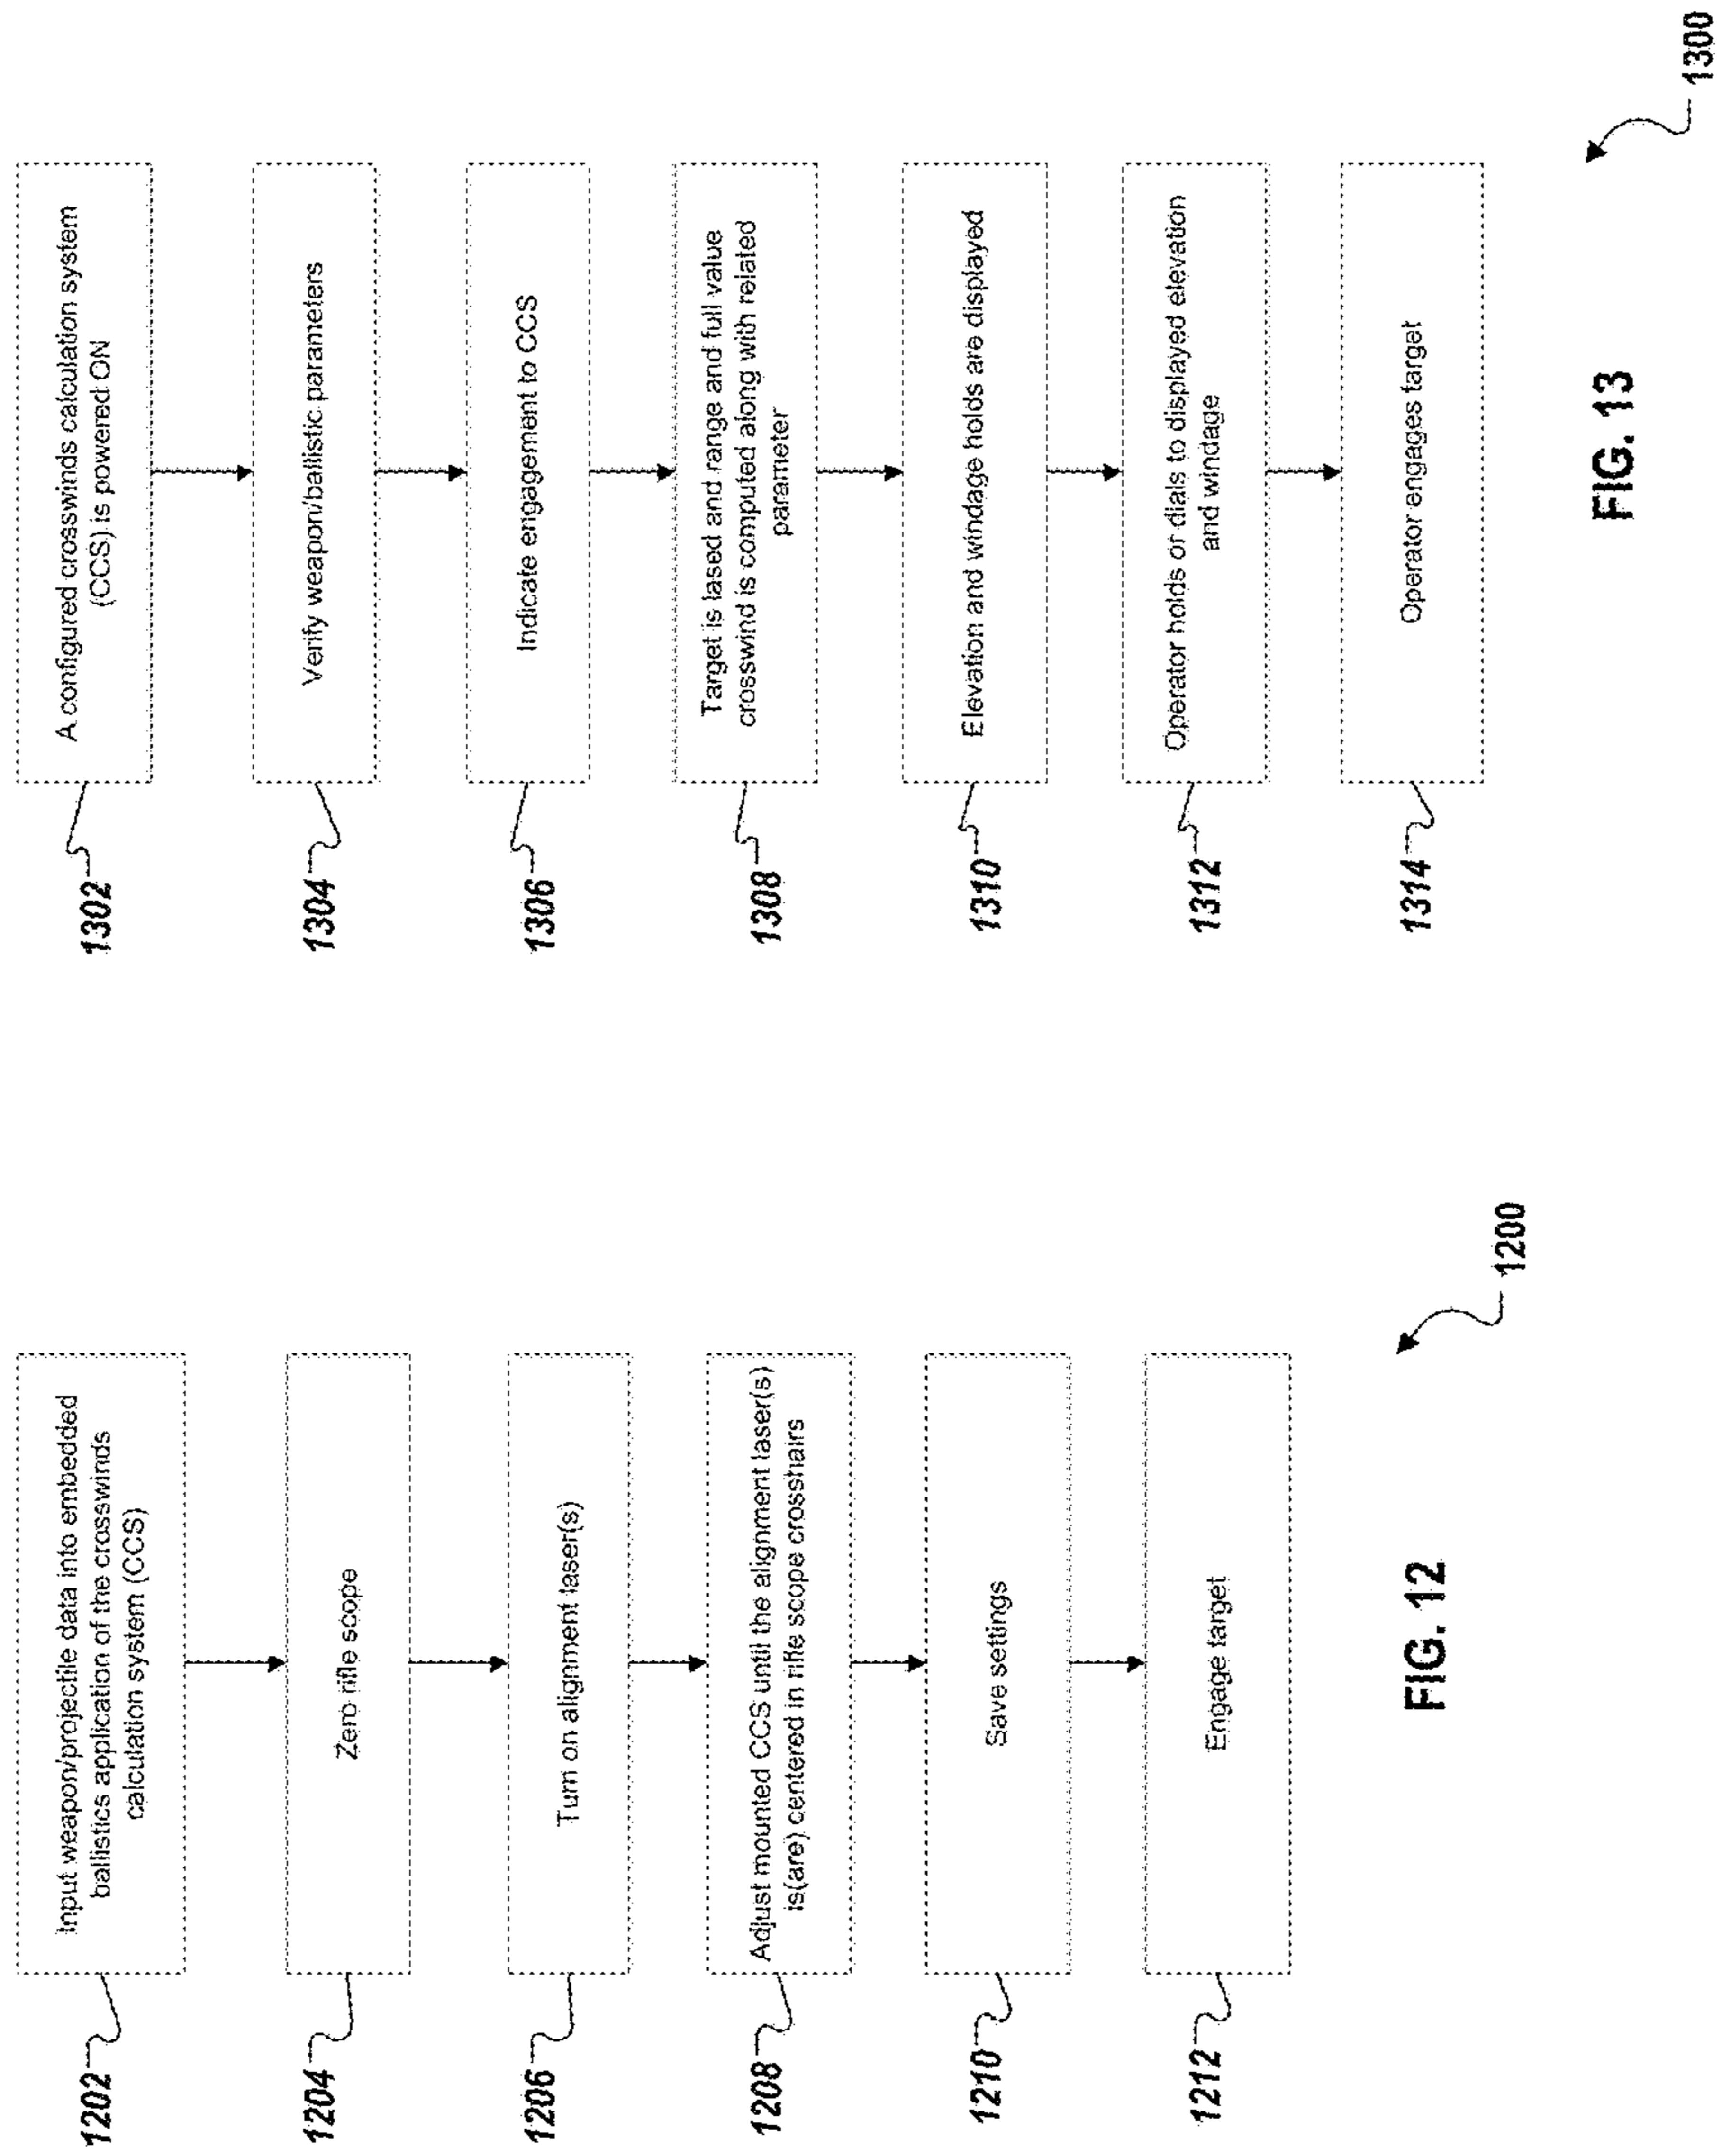 1202
Input weapon/projectile data into embedded
ballistics application of the crosswinds
calculation system (CCS)
1204
Zero rifle scope
1206
Turn on alignment laser(s)
1208
Adjust mounted CCS until the alignment laser(s)
is(are) centered in rifle scope crosshairs
1210
Save settings
1212
Engage target
FIG. 12
1200
1302
A configured crosswinds calculation system
(CCS) is powered ON
1304
Verify weapon/ballistic parameters
1306
Indicate engagement to CCS
1308
Target is lased and range and full value
crosswind is computed along with related
parameter
1310
Elevation and windage holds are displayed
1312
Operator holds or dials to displayed elevation
and windage
1314
Operator engages target
FIG. 13
1300